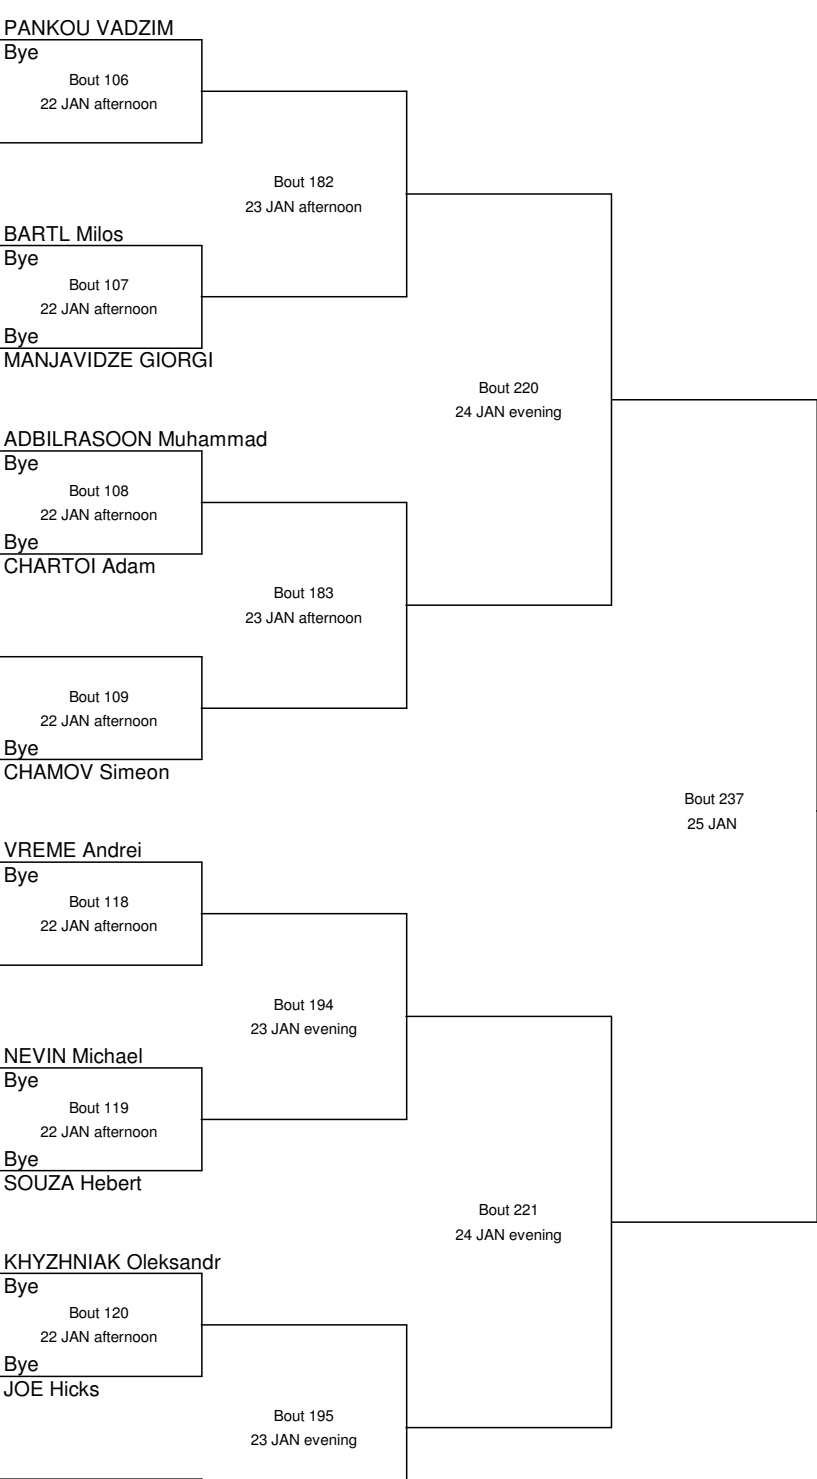 PANKOU VADZIM
Bye
Bout 106
22 JAN afternoon
Bout 182
23 JAN afternoon
BARTL Milos
Bye
Bout 107
22 JAN afternoon
Bye
MANJAVIDZE GIORGI
Bout 220
24 JAN evening
ADBILRASOON Muhammad
Bye
Bout 108
22 JAN afternoon
Bye
CHARTOI Adam
Bout 183
23 JAN afternoon
Bout 109
22 JAN afternoon
Bye
CHAMOV Simeon
Bout 237
25 JAN
VREME Andrei
Bye
Bout 118
22 JAN afternoon
Bout 194
23 JAN evening
NEVIN Michael
Bye
Bout 119
22 JAN afternoon
Bye
SOUZA Hebert
Bout 221
24 JAN evening
KHYZHNIAK Oleksandr
Bye
Bout 120
22 JAN afternoon
Bye
JOE Hicks
Bout 195
23 JAN evening